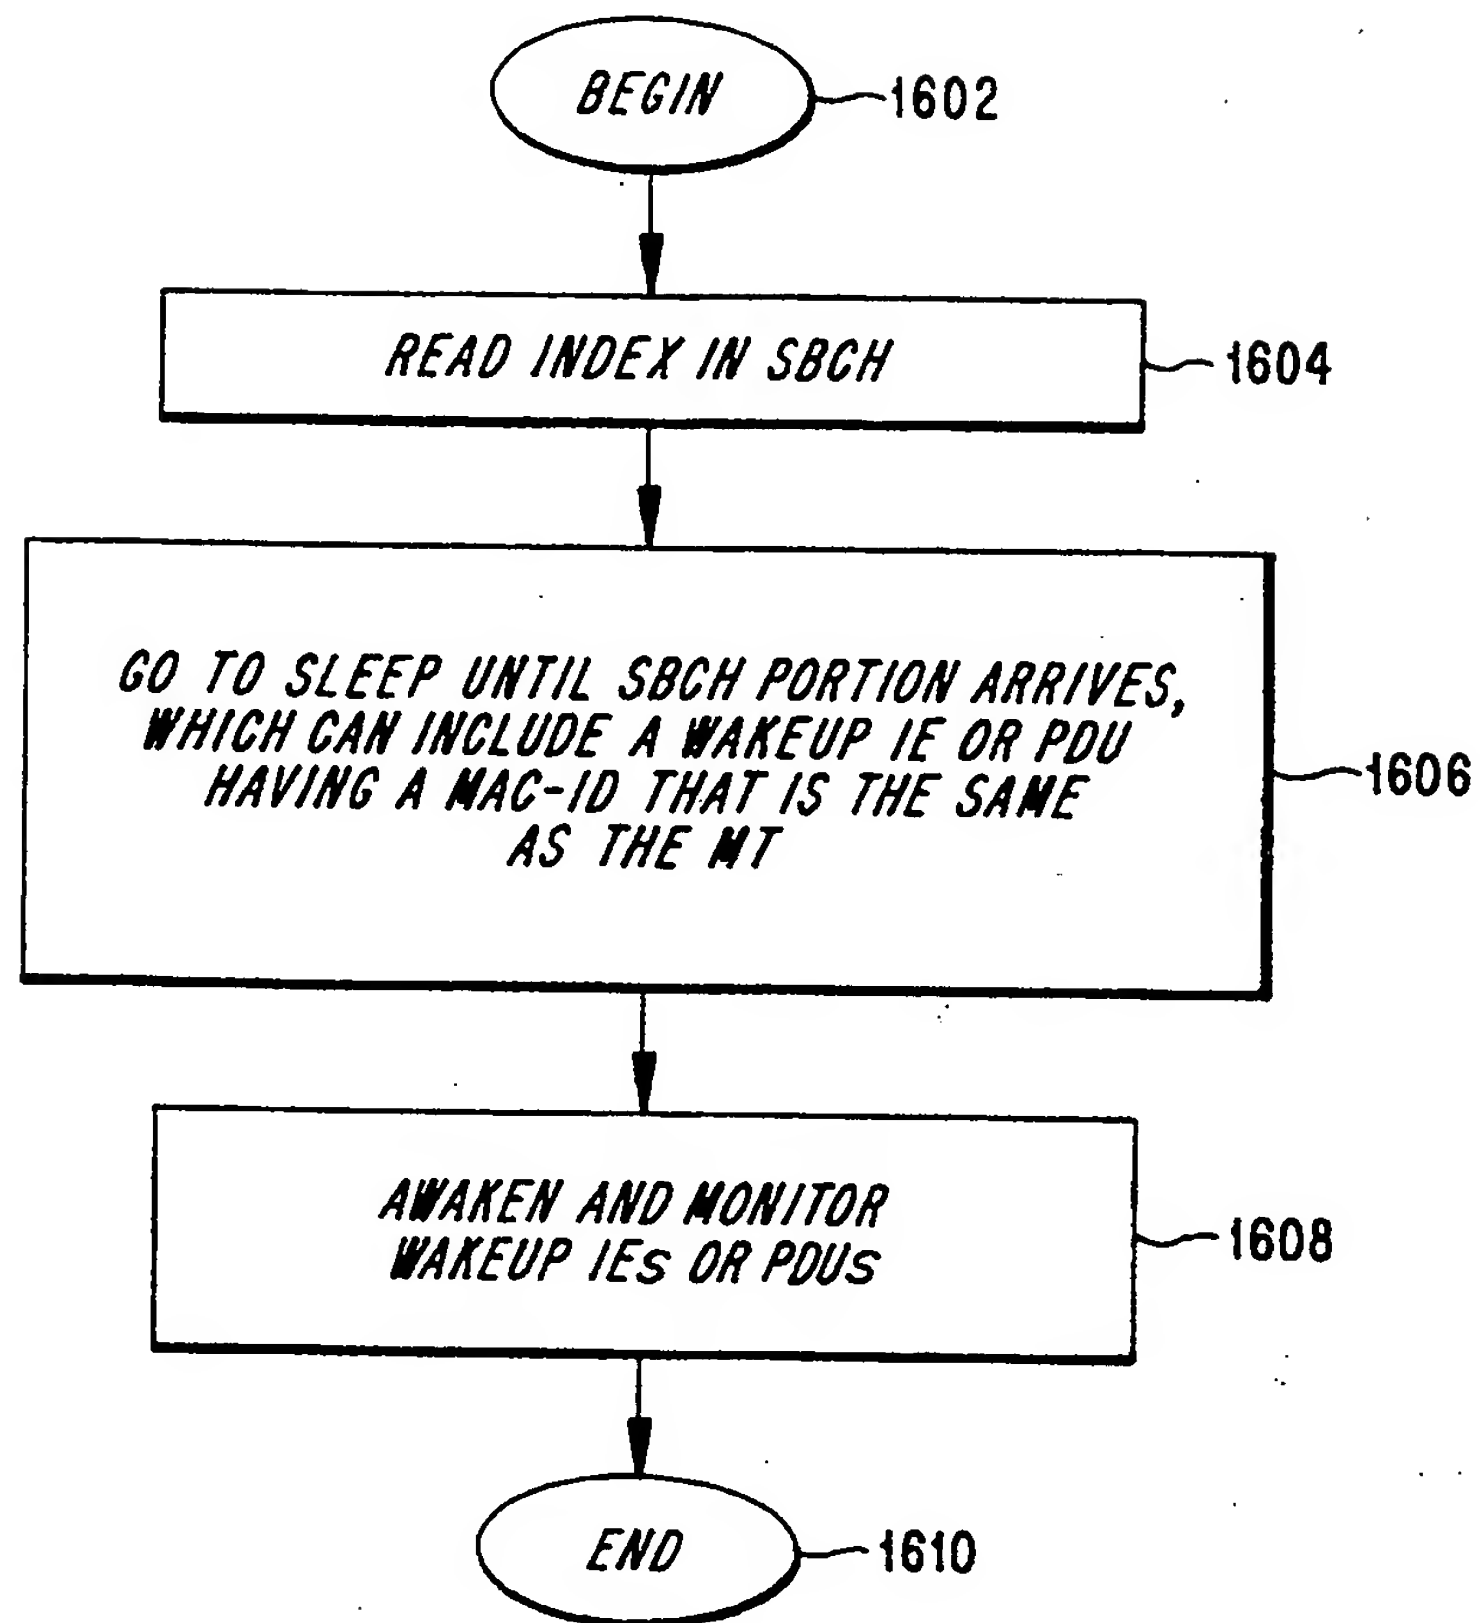 BEGIN
1602
READ INDEX IN SBCH
1604
GO TO SLEEP UNTIL SBCH PORTION ARRIVES,
WHICH CAN INCLUDE A WAKEUP IE OR PDU
HAVING A MAC-ID THAT IS THE SAME
AS THE MT
1606
AWAKEN AND MONITOR
WAKEUP IEs OR PDUs
1608
END
1610